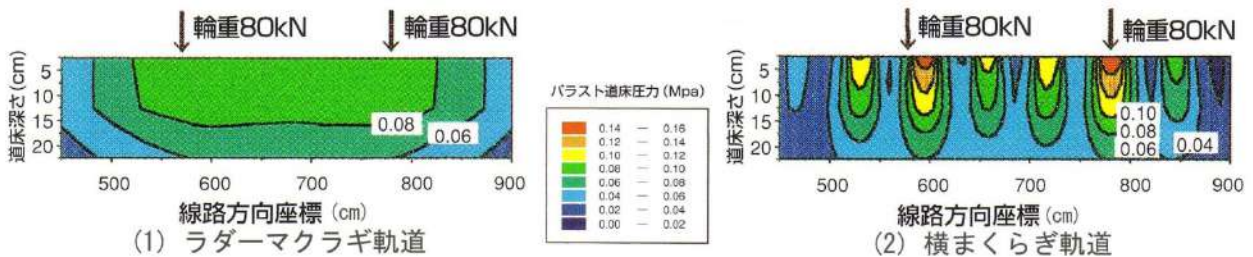 輪重80kN 輪重80kN
道床深さ(cm)
5
10
15
20
0.08
0.06
500 600 700 800 900
線路方向座標(cm)
(1) ラダーマクラギ軌道
バラスト道床圧力(Mpa)
0.14 — 0.16
0.12 — 0.14
0.10 — 0.12
0.08 — 0.10
0.06 — 0.08
0.04 — 0.06
0.02 — 0.04
0.00 — 0.02
輪重80kN 輪重80kN
道床深さ(cm)
5
10
15
20
0.10
0.08
0.06
0.04
500 600 700 800 900
線路方向座標(cm)
(2) 横まくらぎ軌道